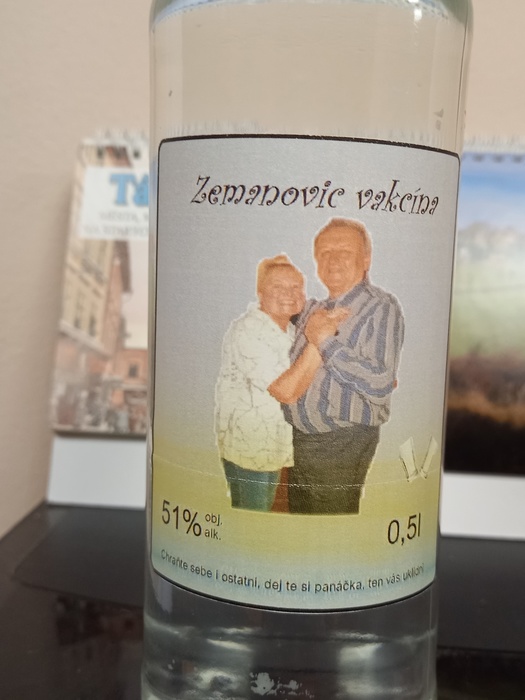 Zemanovic vakcína
51% obj. alk.
0,5l
Chraňte sebe i ostatní, dej te si panáčka, ten vás uklidní